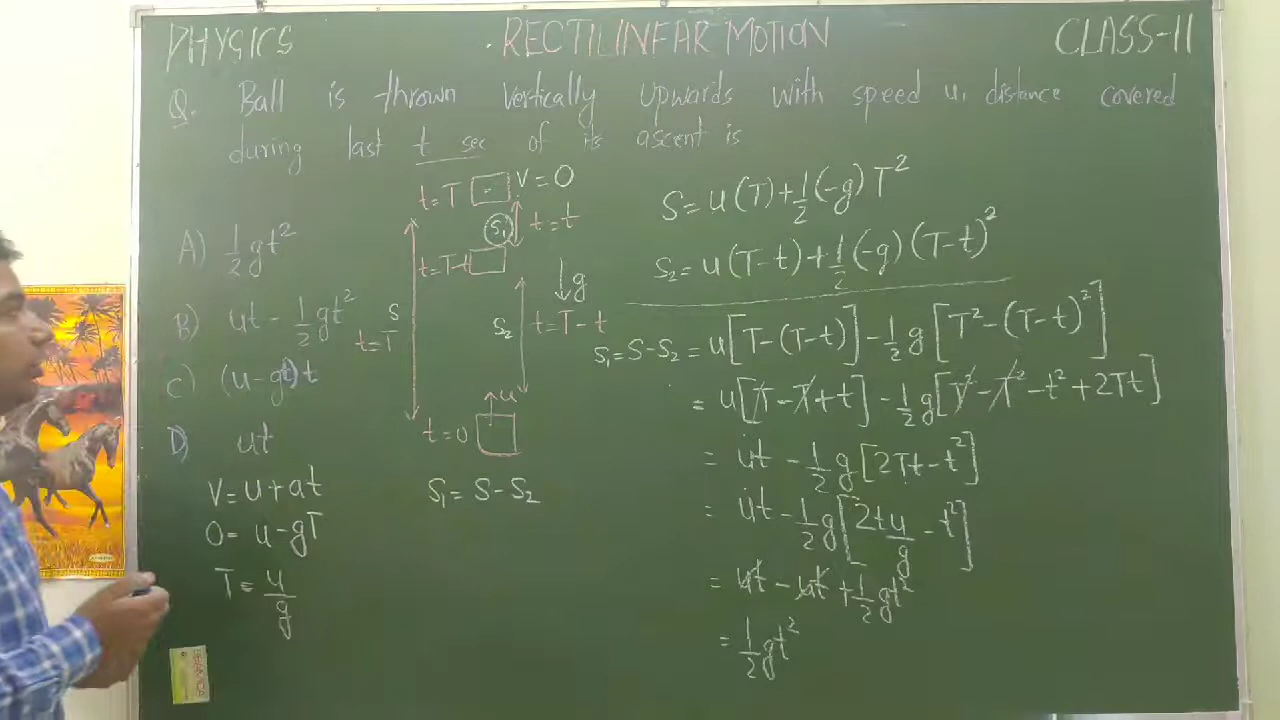 PHYSICS
RECTILINFAR MOTION
CLASS-11
Q. Ball is thrown vertically upwards with speed u, distance covered
during last t sec of its ascent is
A) 1/2 gt²
B) ut - 1/2 gt²
C) (u - gt) t
D) ut
V = u + at
0 = u - gT
T = u/g
t = T
V = 0
S₁
t = t
t = T-t
↓ g
S
t = T
S₂
t = T - t
u
t = 0
S₁ = S - S₂
S = u(T) + 1/2 (-g) T²
S₂ = u(T-t) + 1/2 (-g) (T-t)²
S₁ = S - S₂ = u[T-(T-t)] - 1/2 g[T² - (T-t)²]
= u[T - T + t] - 1/2 g[T² - T² - t² + 2Tt]
= ut - 1/2 g[2Tt - t²]
= ut - 1/2 g[2t u/g - t²]
= ut - ut + 1/2 gt²
= 1/2 gt²